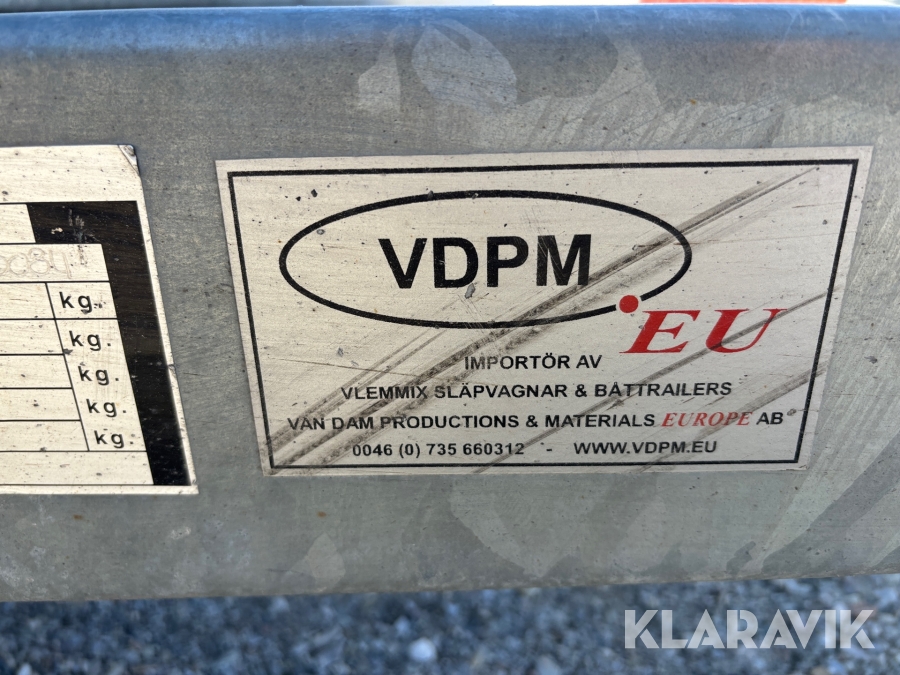 VDPM
.EU
IMPORTÖR AV
VLEMMIX SLÄPVAGNAR & BÅTTRAILERS
VAN DAM PRODUCTIONS & MATERIALS EUROPE AB
0046 (0) 735 660312 - WWW.VDPM.EU
kg.
kg.
kg.
kg.
kg.
KLARAVIK